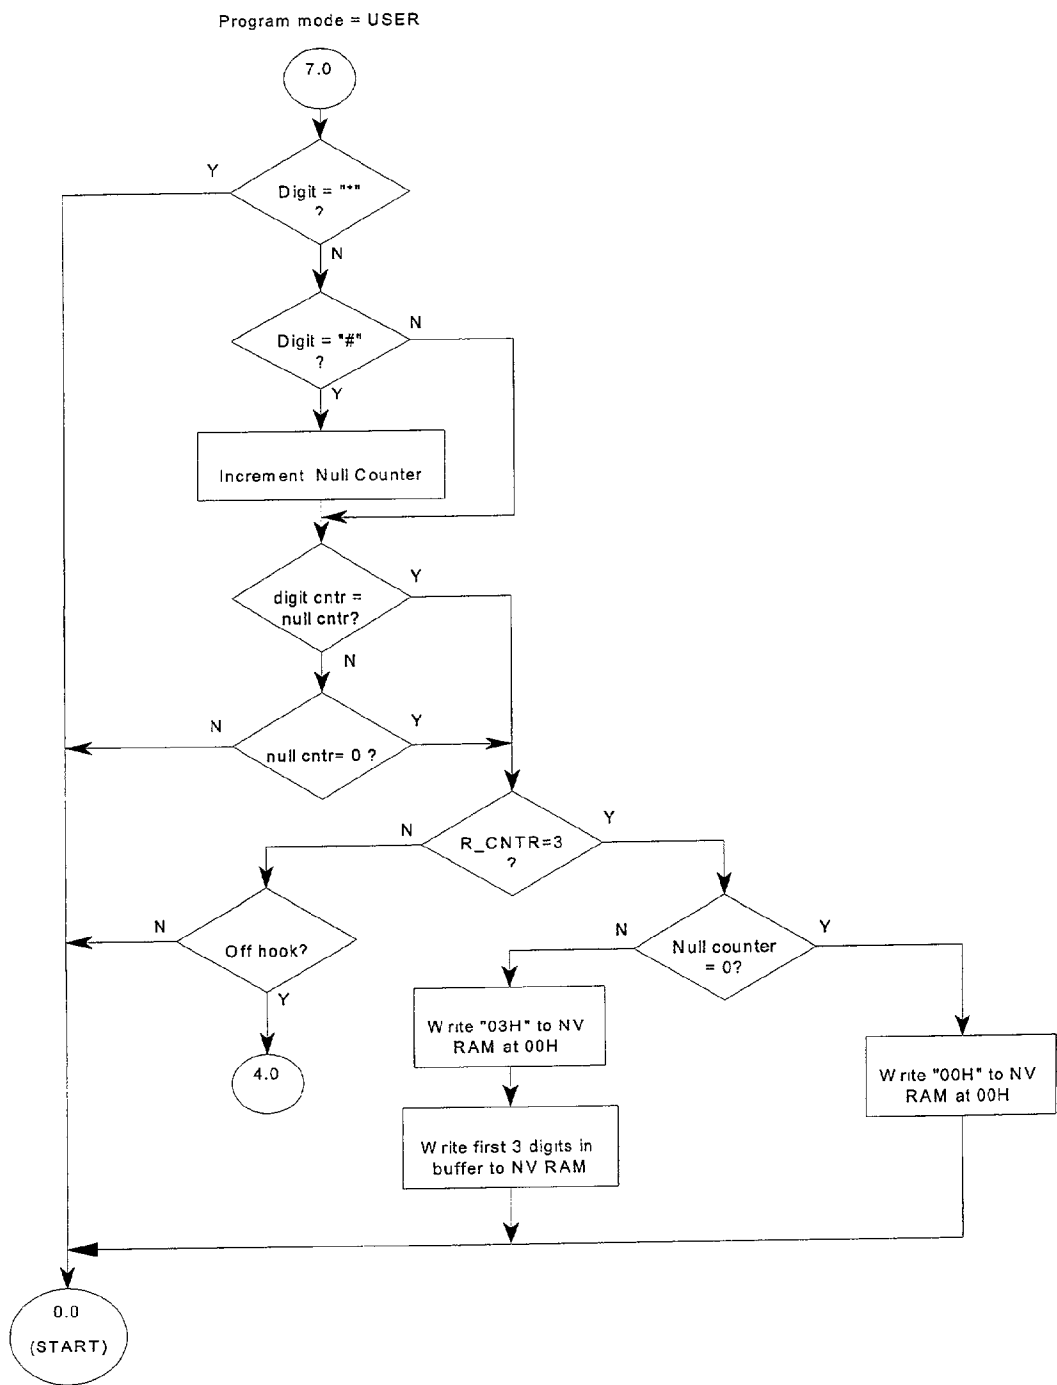 Program mode = USER
7.0
Y
Digit = "*"
?
N
Digit = "#"
?
N
Y
Increment Null Counter
digit cntr =
null cntr?
Y
N
N
null cntr= 0 ?
Y
N
R_CNTR=3
?
Y
N
Off hook?
Y
N
Null counter
= 0?
Y
4.0
Write "03H" to NV
RAM at 00H
Write "00H" to NV
RAM at 00H
Write first 3 digits in
buffer to NV RAM
0.0
(START)